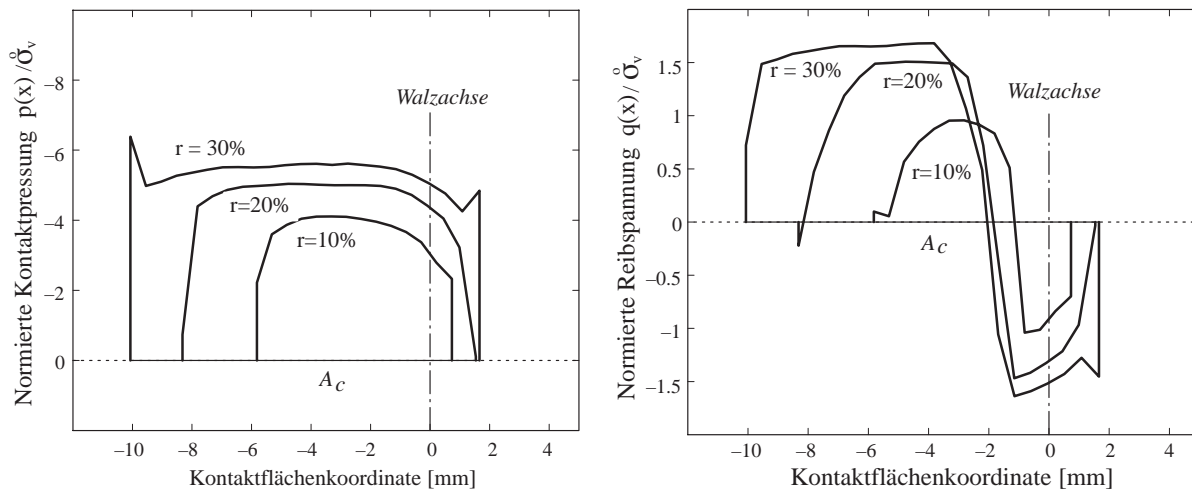 Normierte Kontaktpressung p(x) /σ̊ᵥ
−8
−6
−4
−2
0
Walzachse
r = 30%
r=20%
r=10%
A_C
−10
−8
−6
−4
−2
0
2
4
Kontaktflächenkoordinate [mm]
Normierte Reibspannung q(x)/ σ̊ᵥ
1.5
1
0.5
0
−0.5
−1
−1.5
r = 30%
r=20%
Walzachse
r=10%
A_C
−10
−8
−6
−4
−2
0
2
4
Kontaktflächenkoordinate [mm]